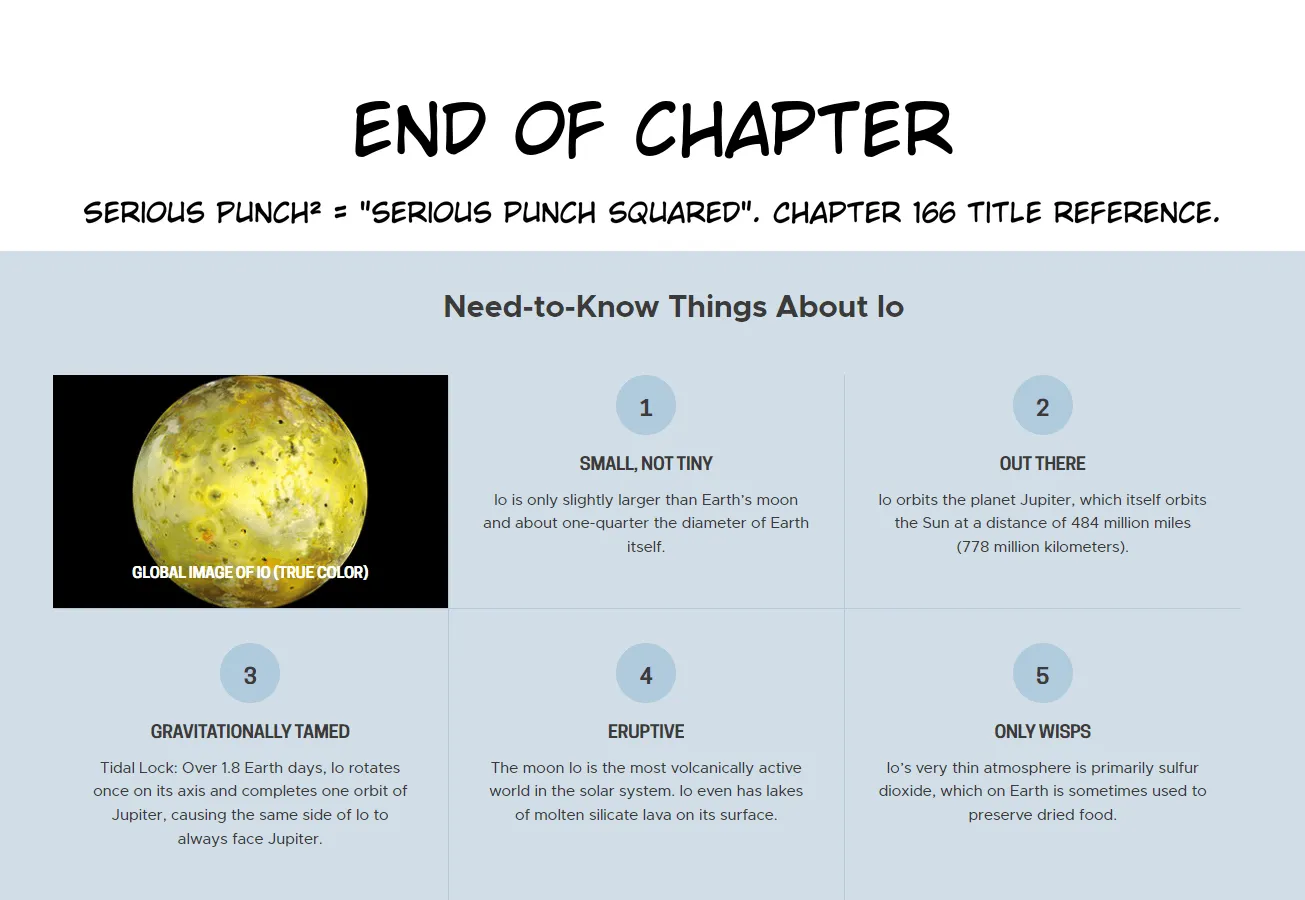 END OF CHAPTER
SERIOUS PUNCH² = "SERIOUS PUNCH SQUARED". CHAPTER 166 TITLE REFERENCE.
Need-to-Know Things About Io
GLOBAL IMAGE OF IO (TRUE COLOR)
1
SMALL, NOT TINY
Io is only slightly larger than Earth’s moon
and about one-quarter the diameter of Earth
itself.
2
OUT THERE
Io orbits the planet Jupiter, which itself orbits
the Sun at a distance of 484 million miles
(778 million kilometers).
3
GRAVITATIONALLY TAMED
Tidal Lock: Over 1.8 Earth days, Io rotates
once on its axis and completes one orbit of
Jupiter, causing the same side of Io to
always face Jupiter.
4
ERUPTIVE
The moon Io is the most volcanically active
world in the solar system. Io even has lakes
of molten silicate lava on its surface.
5
ONLY WISPS
Io’s very thin atmosphere is primarily sulfur
dioxide, which on Earth is sometimes used to
preserve dried food.